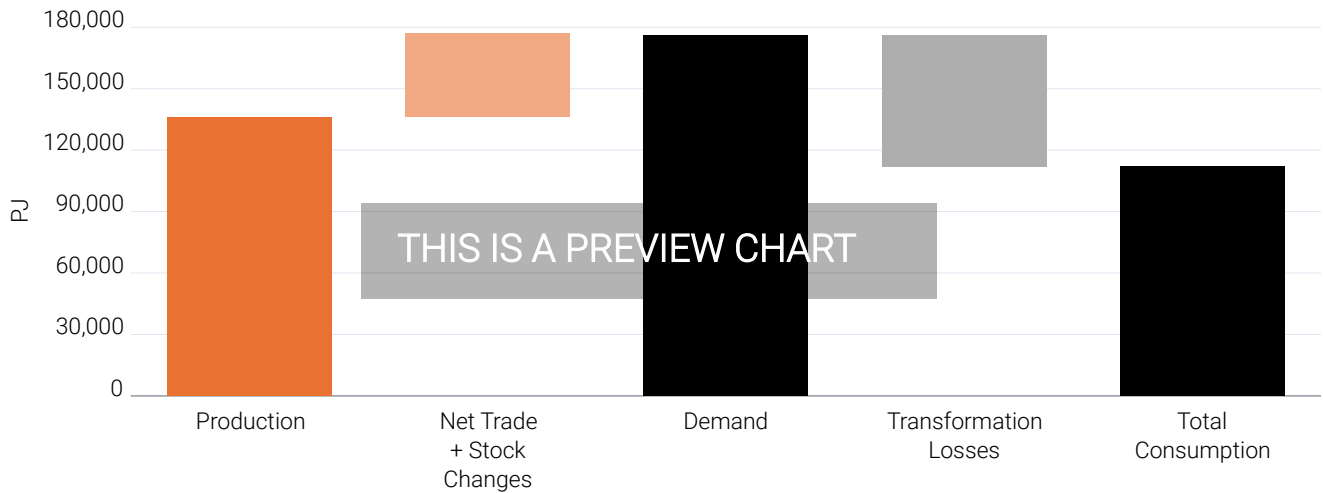 180,000
150,000
120,000
90,000
60,000
30,000
0
PJ
THIS IS A PREVIEW CHART
Production
Net Trade
+ Stock
Changes
Demand
Transformation
Losses
Total
Consumption